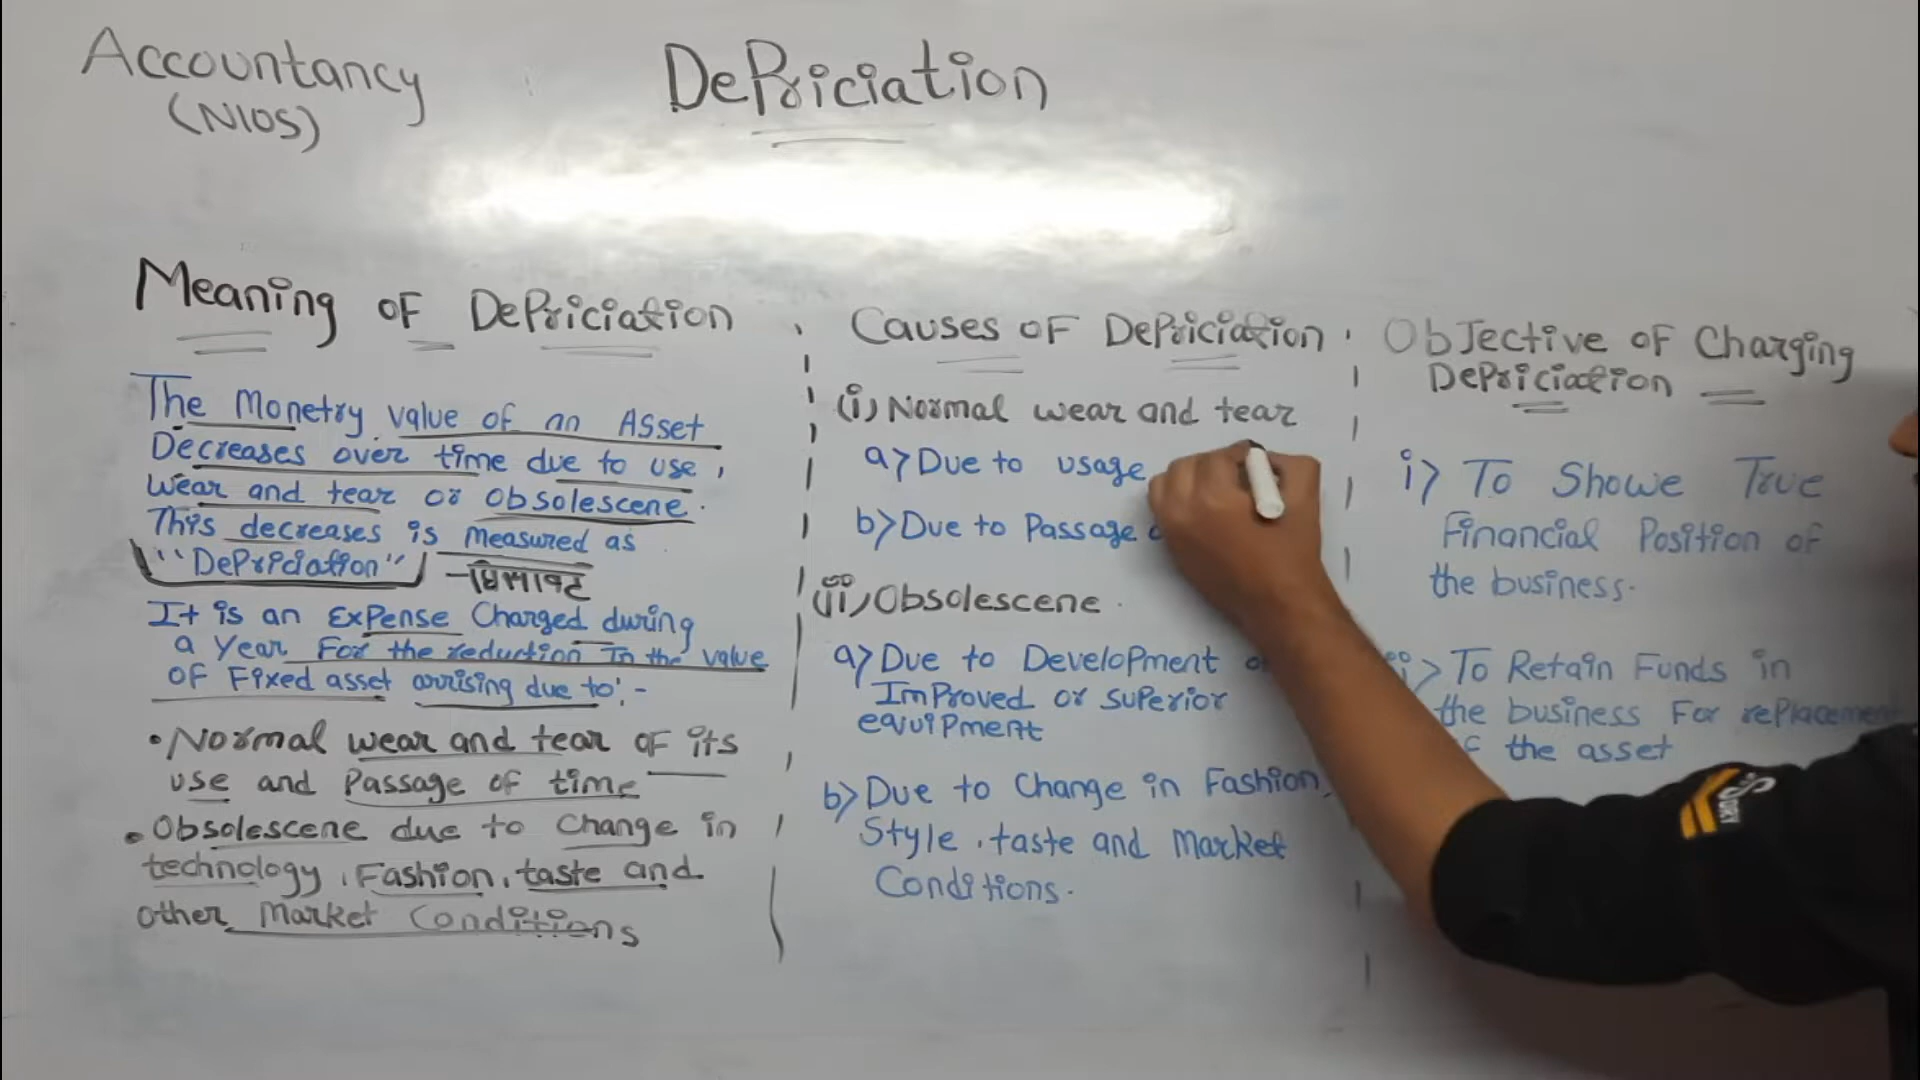 Accountancy
(NIOS)
Depriciation
Meaning of Depriciation
The Monetry value of an Asset
Decreases over time due to use,
Wear and tear or Obsolescene.
This decreases is measured as
"Depriciation" - घिसावट
It is an Expense Charged during
a Year For the reduction In the value
of Fixed asset arrising due to:-
• Normal wear and tear of its
use and Passage of time
• Obsolescene due to change in
technology, Fashion, taste and
other Market Conditions
Causes of Depriciation
(i) Normal wear and tear
a> Due to usage
b> Due to Passage
(ii) Obsolescene.
a> Due to Development
Improved or superior
equipment
b> Due to Change in Fashion,
Style, taste and Market
Conditions.
Objective of Charging
Depriciation
i> To Showe True
Financial Position of
the business.
> To Retain Funds in
the business For replacement
the asset